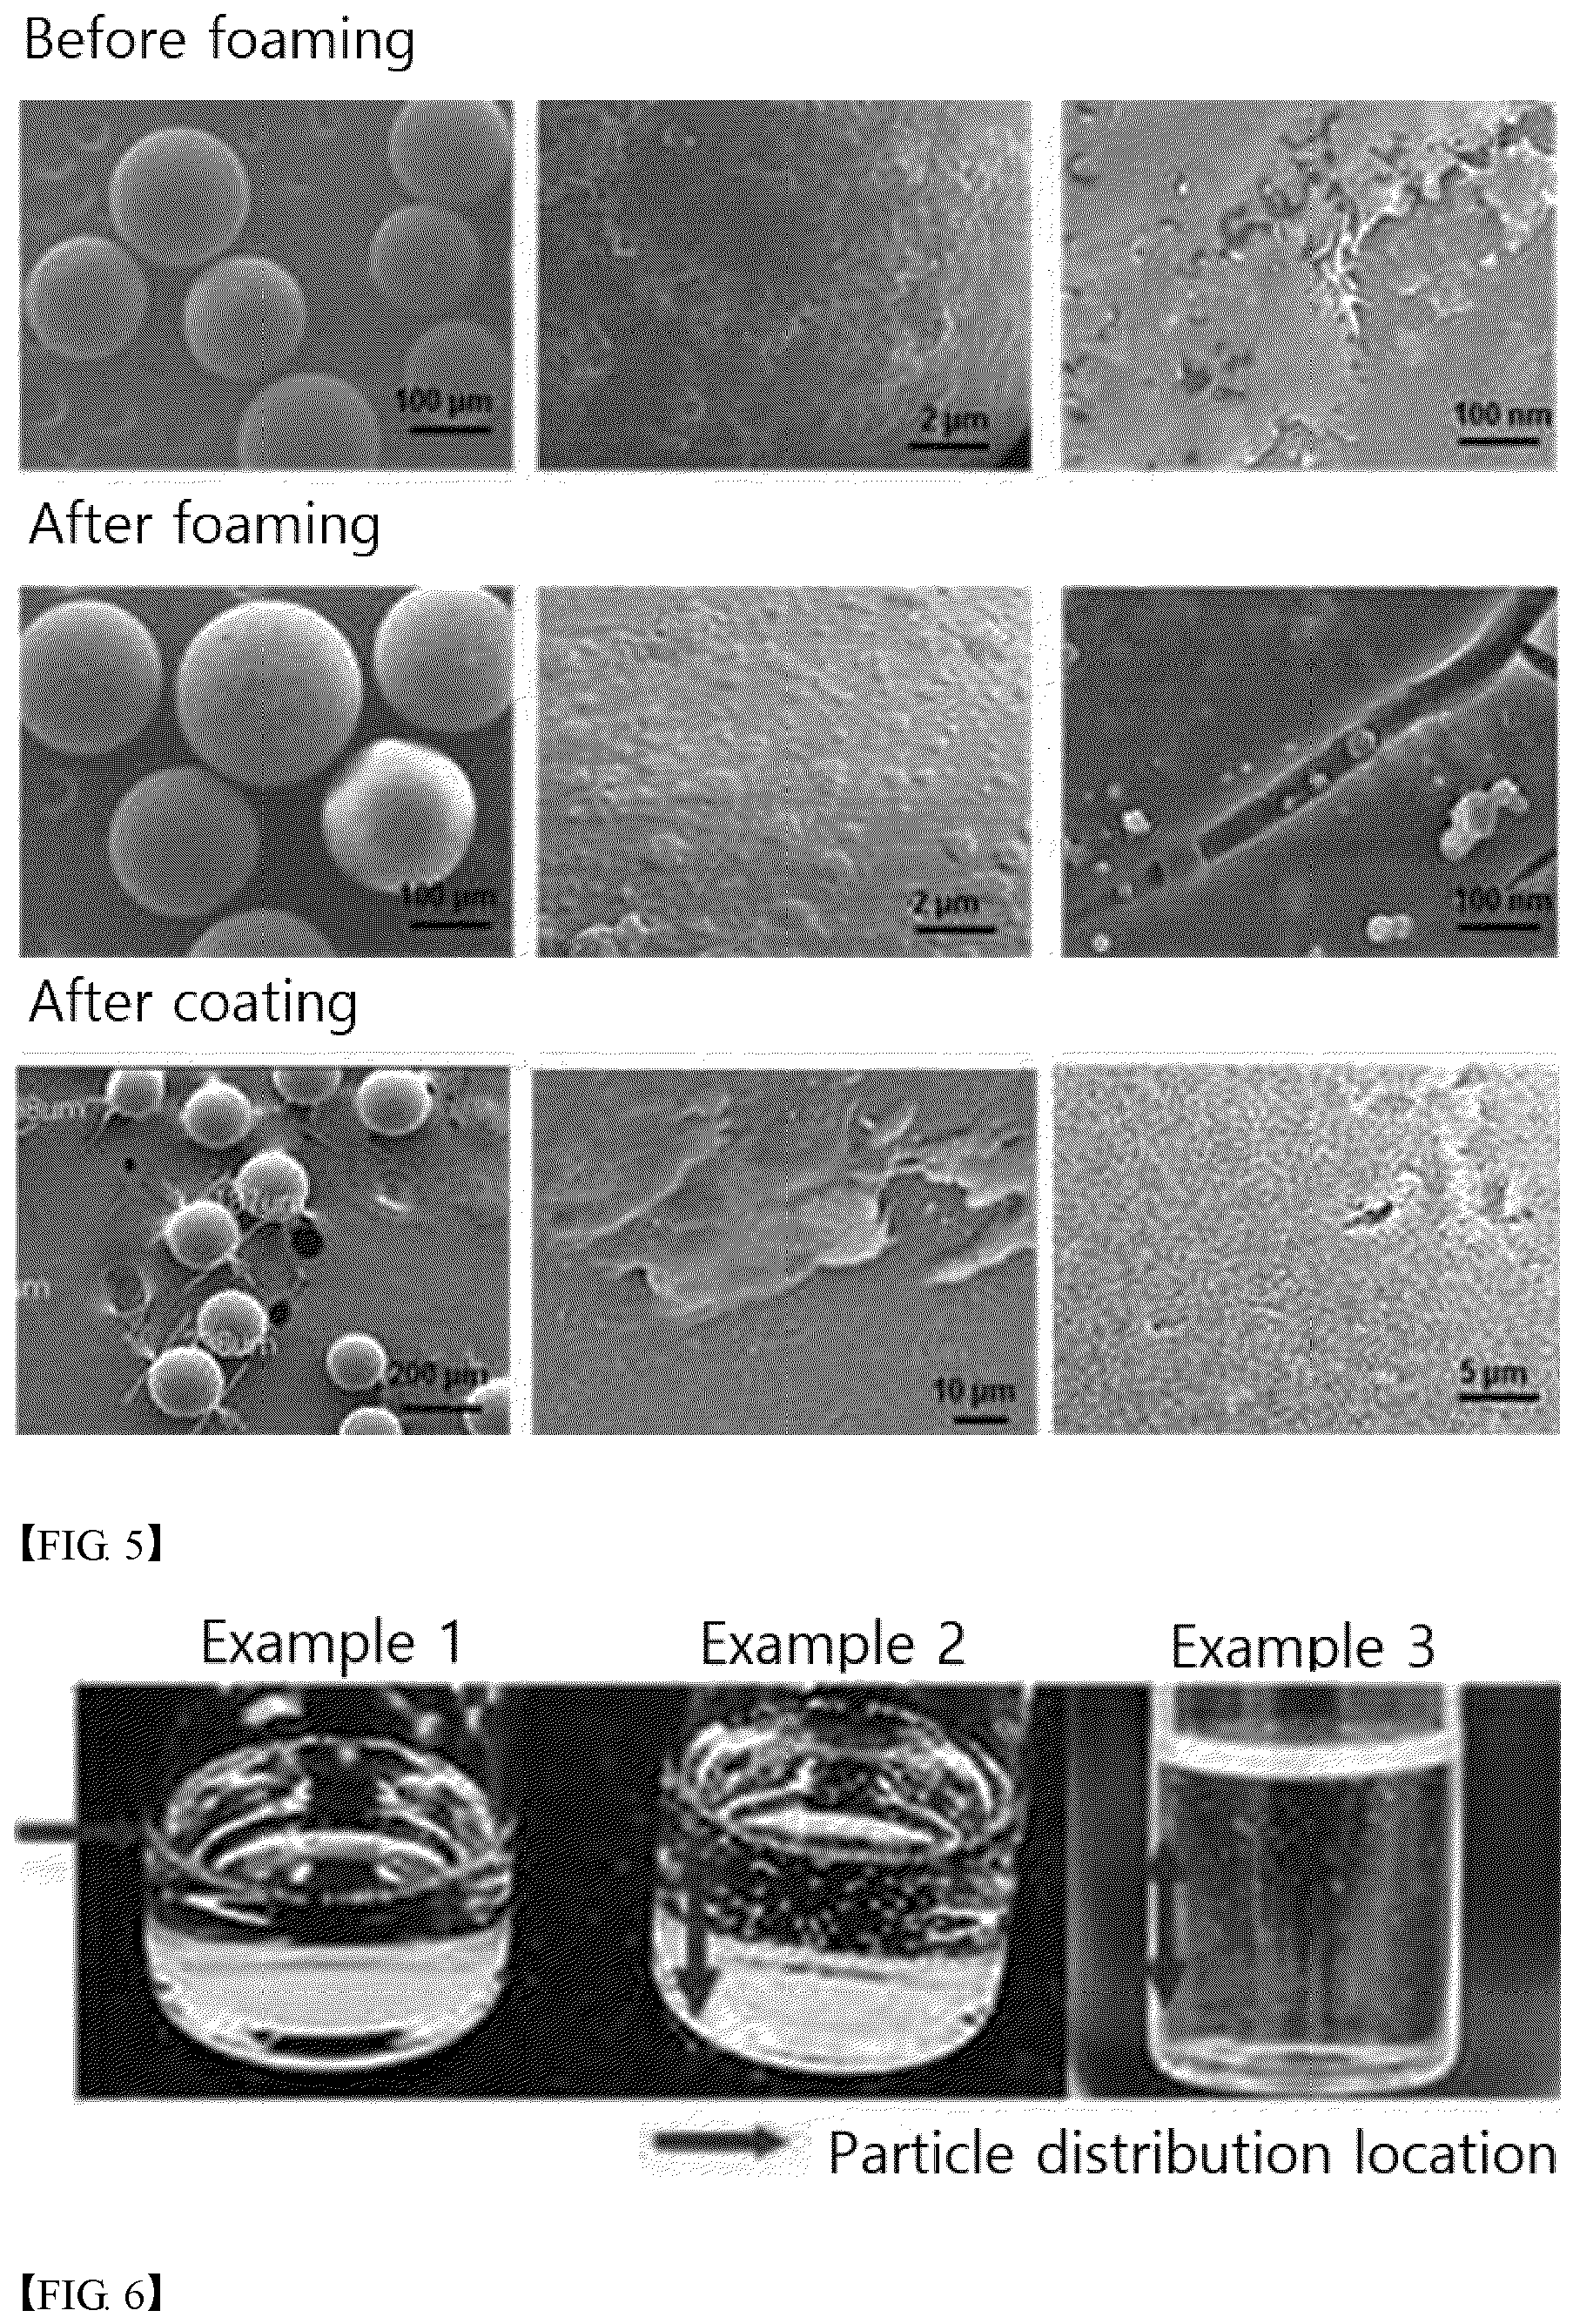 Before foaming
100 µm
2 µm
100 nm
After foaming
100 µm
2 µm
100 nm
After coating
8um
m
200 µm
10 µm
5 µm
【FIG. 5】
Example 1
Example 2
Example 3
Particle distribution location
【FIG. 6】